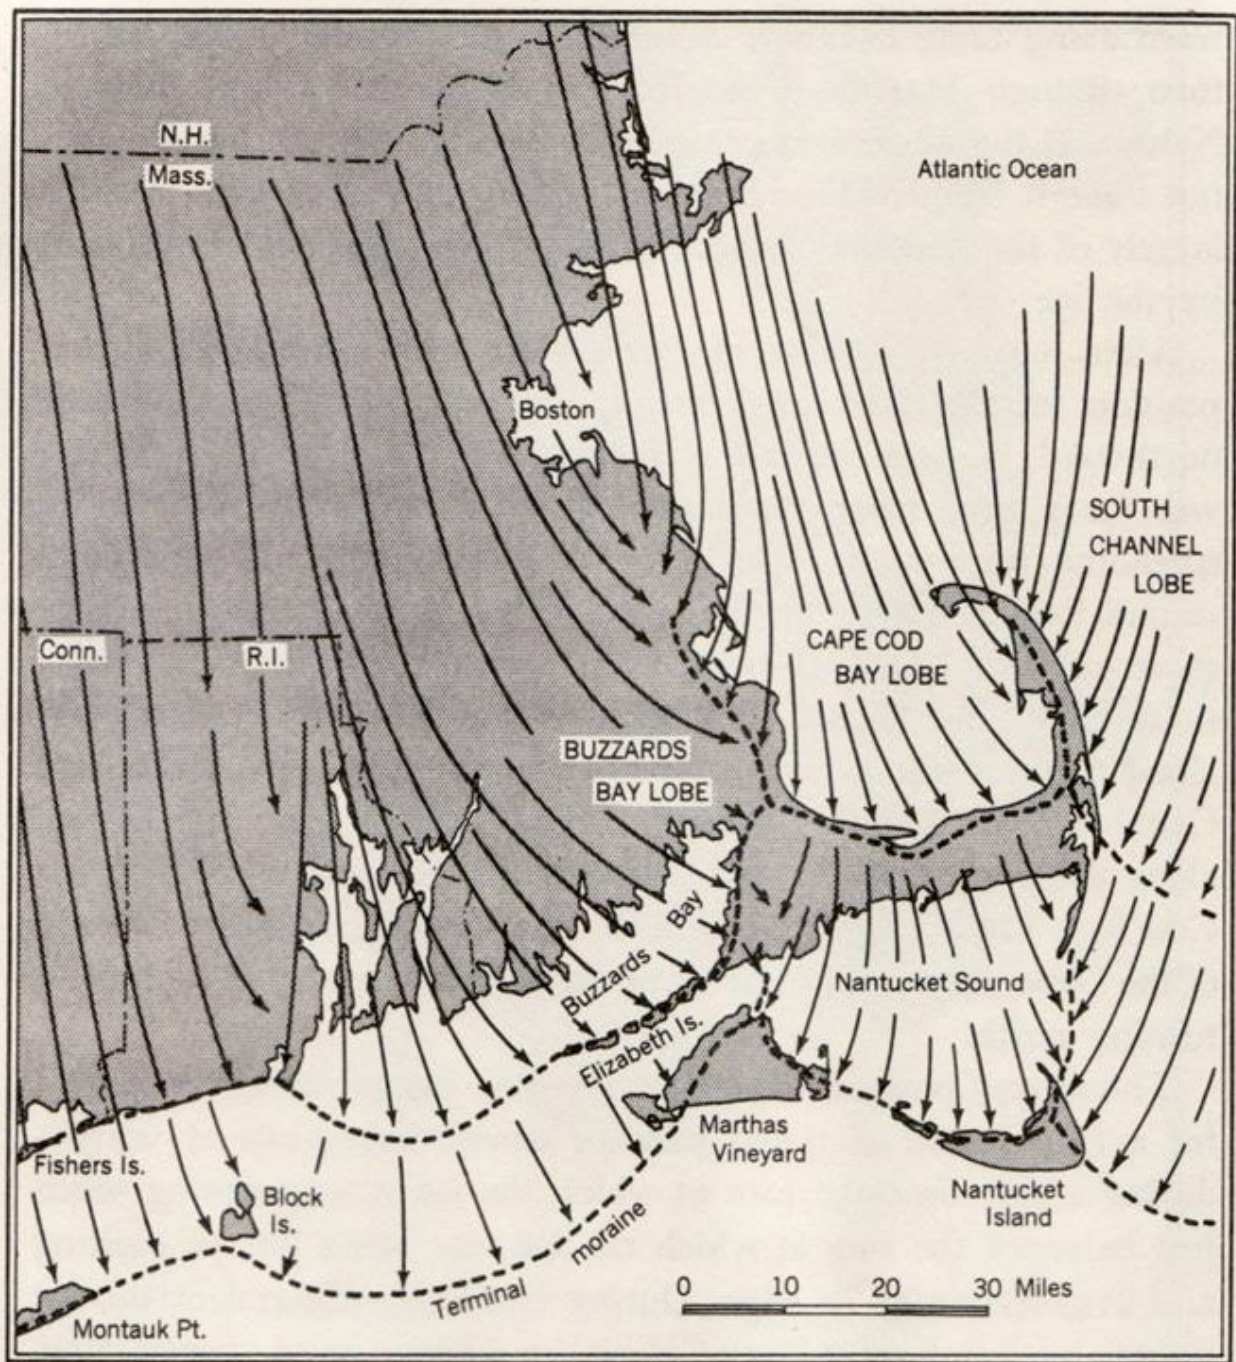 N.H.
Mass.
Atlantic Ocean
Boston
SOUTH
CHANNEL
LOBE
Conn.
R.I.
CAPE COD
BAY LOBE
BUZZARDS
BAY LOBE
Buzzards Bay
Elizabeth Is.
Nantucket Sound
Marthas
Vineyard
Nantucket
Island
Fishers Is.
Block
Is.
Montauk Pt.
Terminal moraine
0 10 20 30 Miles